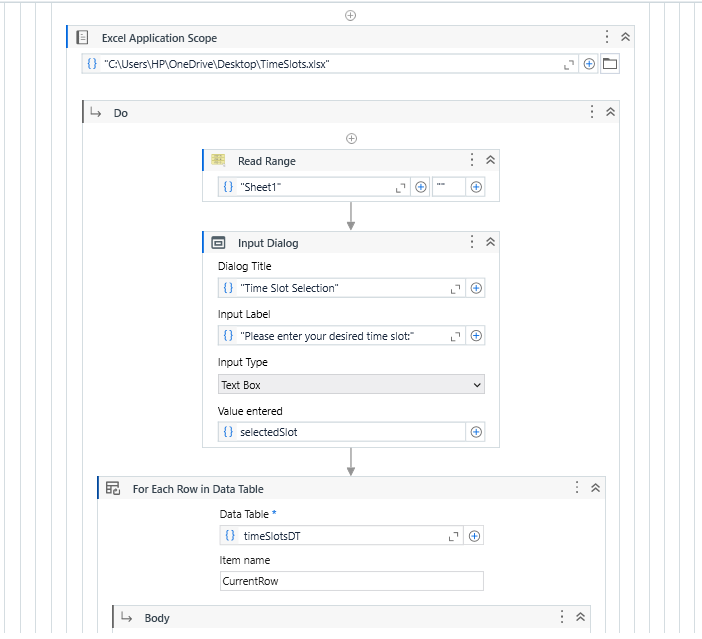 Excel Application Scope
{} "C:\Users\HP\OneDrive\Desktop\TimeSlots.xlsx"
Do
Read Range
{} "Sheet1" ""
Input Dialog
Dialog Title
{} "Time Slot Selection"
Input Label
{} "Please enter your desired time slot:"
Input Type
Text Box
Value entered
{} selectedSlot
For Each Row in Data Table
Data Table *
{} timeSlotsDT
Item name
CurrentRow
Body